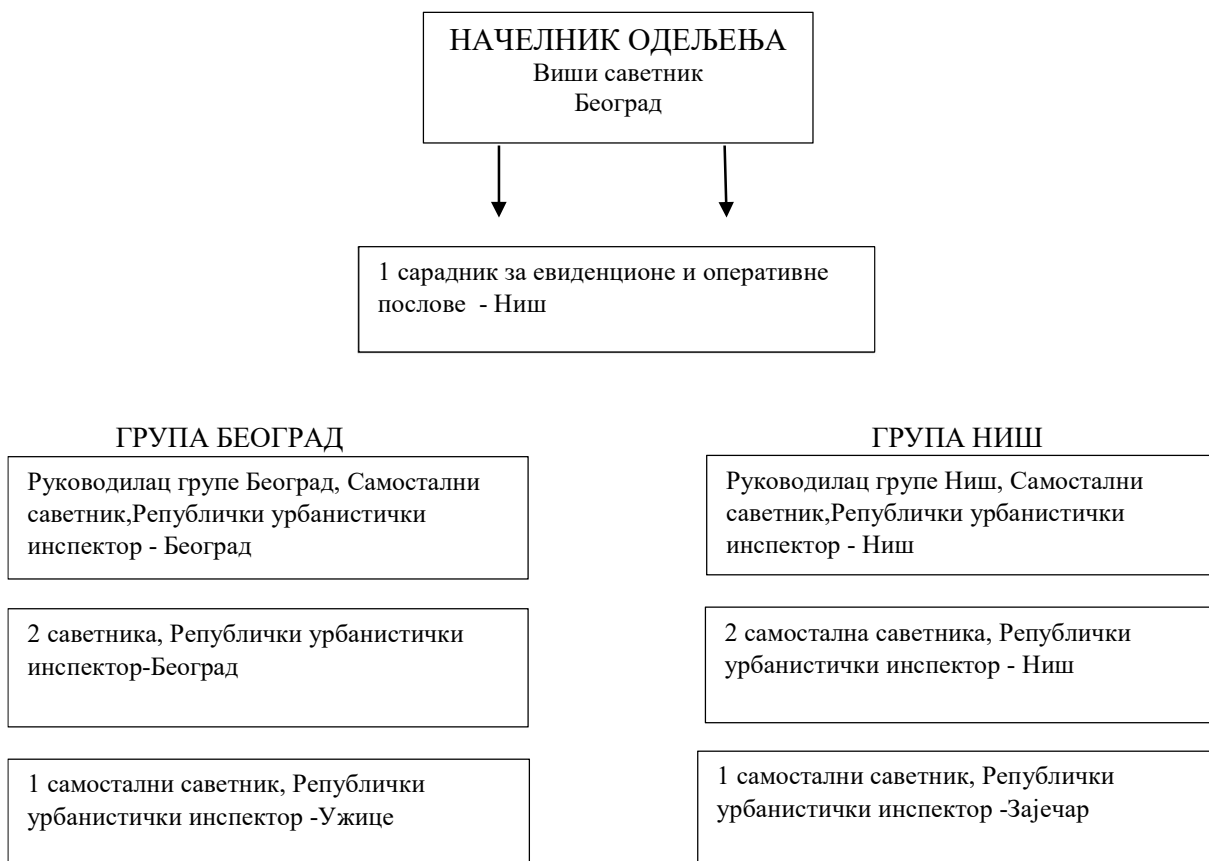 НАЧЕЛНИК ОДЕЉЕЊА
Виши саветник
Београд
1 сарадник за евиденционе и оперативне
послове - Ниш
ГРУПА БЕОГРАД
Руководилац групе Београд, Самостални
саветник,Републички урбанистички
инспектор - Београд
2 саветника, Републички урбанистички
инспектор-Београд
1 самостални саветник, Републички
урбанистички инспектор -Ужице
ГРУПА НИШ
Руководилац групе Ниш, Самостални
саветник,Републички урбанистички
инспектор - Ниш
2 самостална саветника, Републички
урбанистички инспектор - Ниш
1 самостални саветник, Републички
урбанистички инспектор -Зајечар